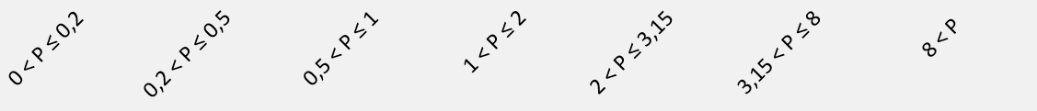 0 < P ≤ 0,2
0,2 < P ≤ 0,5
0,5 < P ≤ 1
1 < P ≤ 2
2 < P ≤ 3,15
3,15 < P ≤ 8
8 < P